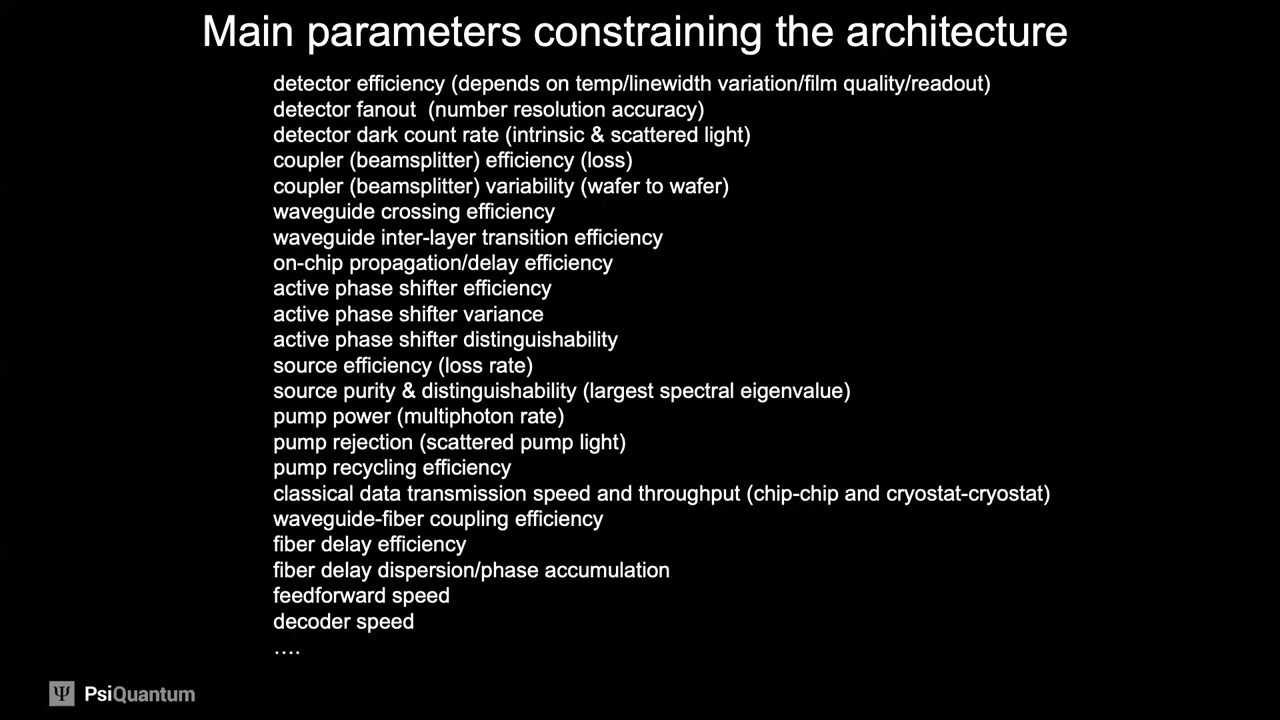 Main parameters constraining the architecture
detector efficiency (depends on temp/linewidth variation/film quality/readout)
detector fanout (number resolution accuracy)
detector dark count rate (intrinsic & scattered light)
coupler (beamsplitter) efficiency (loss)
coupler (beamsplitter) variability (wafer to wafer)
waveguide crossing efficiency
waveguide inter-layer transition efficiency
on-chip propagation/delay efficiency
active phase shifter efficiency
active phase shifter variance
active phase shifter distinguishability
source efficiency (loss rate)
source purity & distinguishability (largest spectral eigenvalue)
pump power (multiphoton rate)
pump rejection (scattered pump light)
pump recycling efficiency
classical data transmission speed and throughput (chip-chip and cryostat-cryostat)
waveguide-fiber coupling efficiency
fiber delay efficiency
fiber delay dispersion/phase accumulation
feedforward speed
decoder speed
....
Ψ PsiQuantum